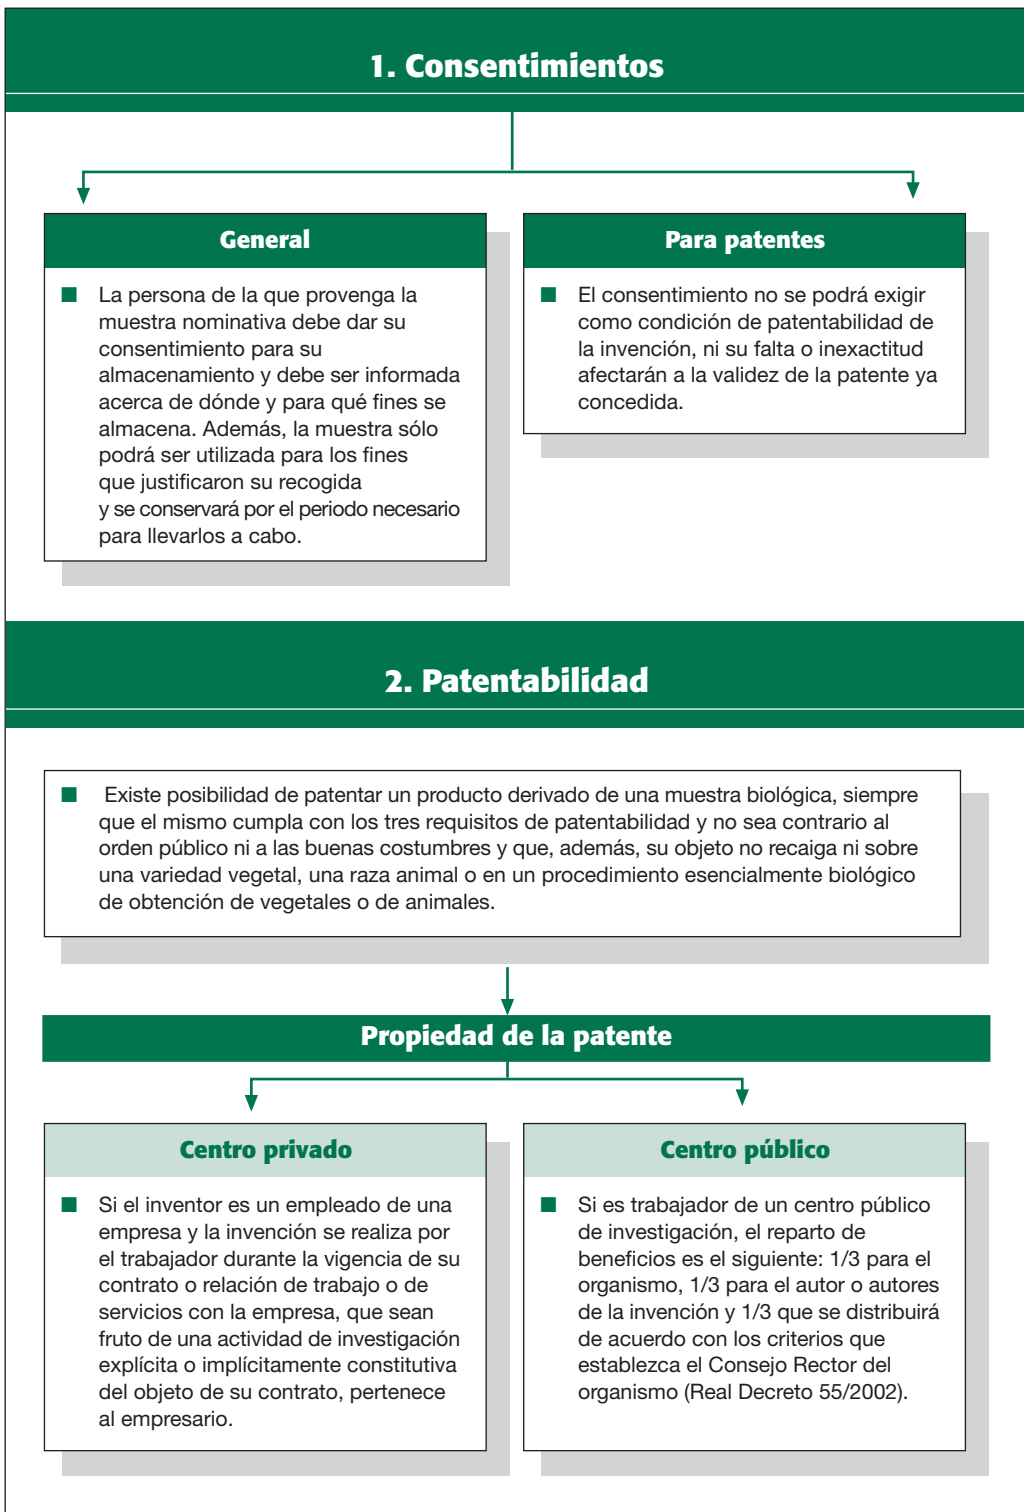 1. Consentimientos
General
La persona de la que provenga la
muestra nominativa debe dar su
consentimiento para su
almacenamiento y debe ser informada
acerca de dónde y para qué fines se
almacena. Además, la muestra sólo
podrá ser utilizada para los fines
que justificaron su recogida
y se conservará por el periodo necesario
para llevarlos a cabo.
Para patentes
El consentimiento no se podrá exigir
como condición de patentabilidad de
la invención, ni su falta o inexactitud
afectarán a la validez de la patente ya
concedida.
2. Patentabilidad
Existe posibilidad de patentar un producto derivado de una muestra biológica, siempre
que el mismo cumpla con los tres requisitos de patentabilidad y no sea contrario al
orden público ni a las buenas costumbres y que, además, su objeto no recaiga ni sobre
una variedad vegetal, una raza animal o en un procedimiento esencialmente biológico
de obtención de vegetales o de animales.
Propiedad de la patente
Centro privado
Si el inventor es un empleado de una
empresa y la invención se realiza por
el trabajador durante la vigencia de su
contrato o relación de trabajo o de
servicios con la empresa, que sean
fruto de una actividad de investigación
explícita o implícitamente constitutiva
del objeto de su contrato, pertenece
al empresario.
Centro público
Si es trabajador de un centro público
de investigación, el reparto de
beneficios es el siguiente: 1/3 para el
organismo, 1/3 para el autor o autores
de la invención y 1/3 que se distribuirá
de acuerdo con los criterios que
establezca el Consejo Rector del
organismo (Real Decreto 55/2002).